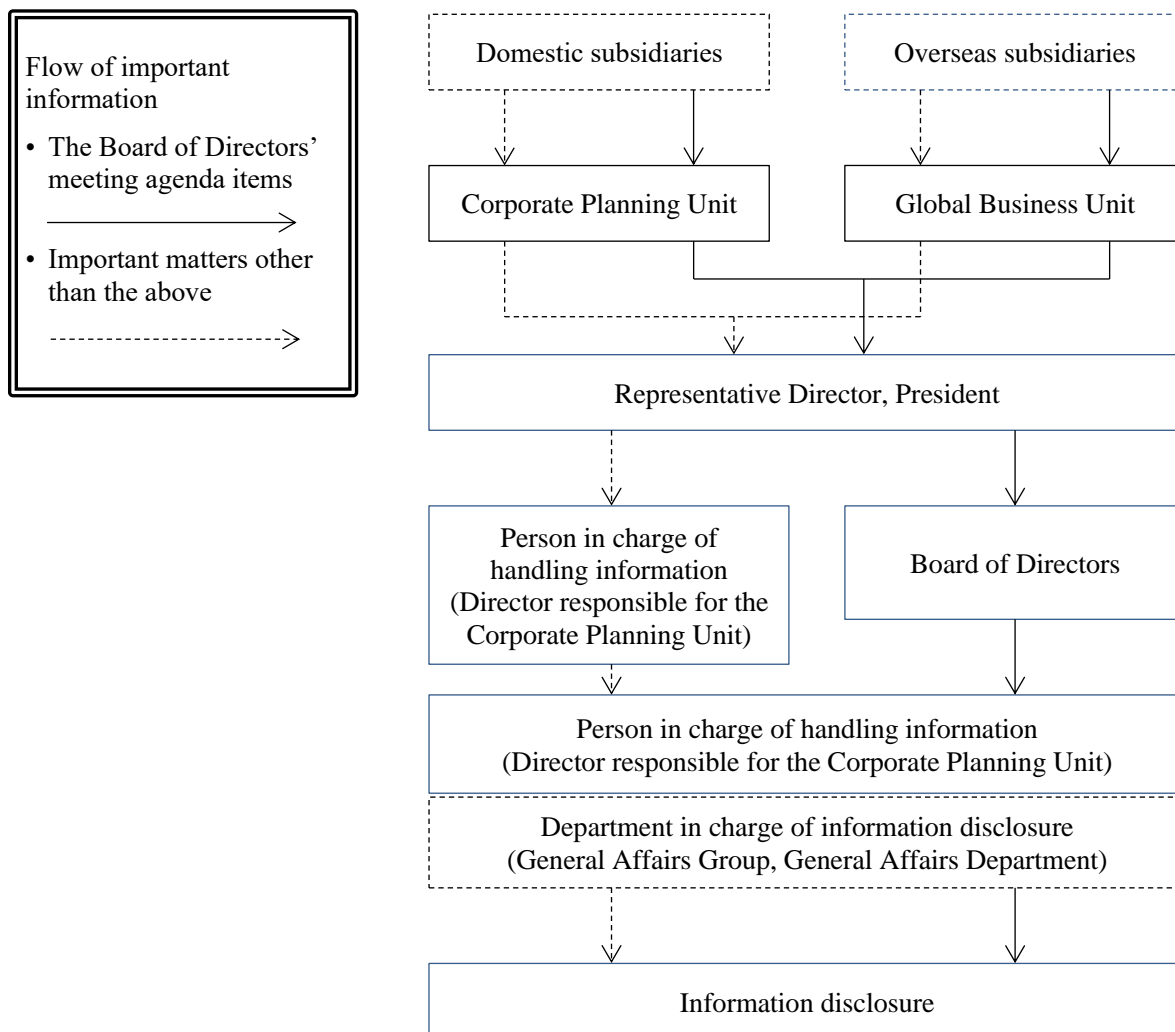 Flow of important
information
• The Board of Directors’
meeting agenda items
• Important matters other
than the above
Domestic subsidiaries
Overseas subsidiaries
Corporate Planning Unit
Global Business Unit
Representative Director, President
Person in charge of
handling information
(Director responsible for the
Corporate Planning Unit)
Board of Directors
Person in charge of handling information
(Director responsible for the Corporate Planning Unit)
Department in charge of information disclosure
(General Affairs Group, General Affairs Department)
Information disclosure